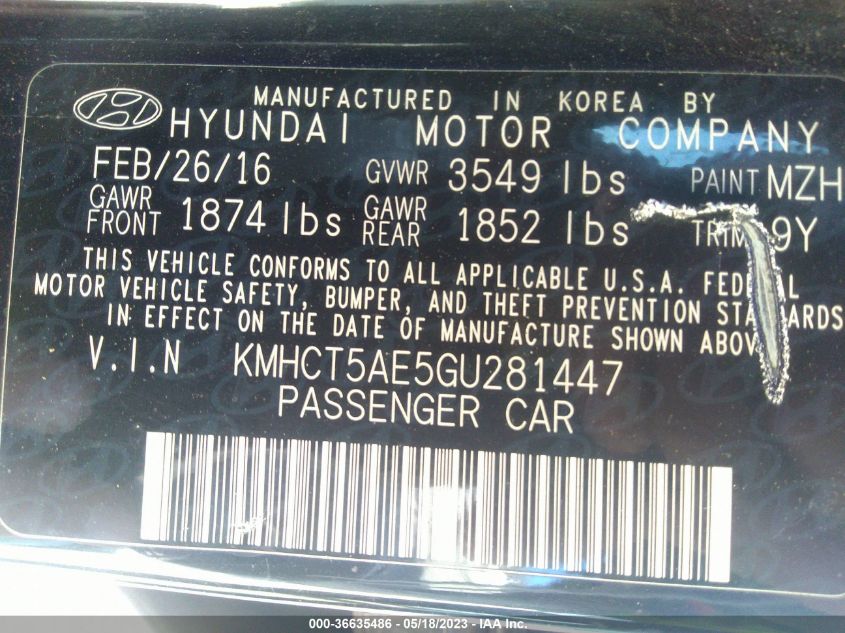 MANUFACTURED IN KOREA BY
HYUNDAI MOTOR COMPANY
FEB/26/16 GVWR 3549 lbs PAINT MZH
GAWR FRONT 1874 lbs GAWR REAR 1852 lbs TRIM 9Y
THIS VEHICLE CONFORMS TO ALL APPLICABLE U.S.A.
MOTOR VEHICLE SAFETY, BUMPER, AND THEFT PREVENTION
IN EFFECT ON THE DATE OF MANUFACTURE SHOWN
V.I.N KMHCT5AE5GU281447
PASSENGER CAR
000-36635486 - 05/18/2023 - IAA, Inc.